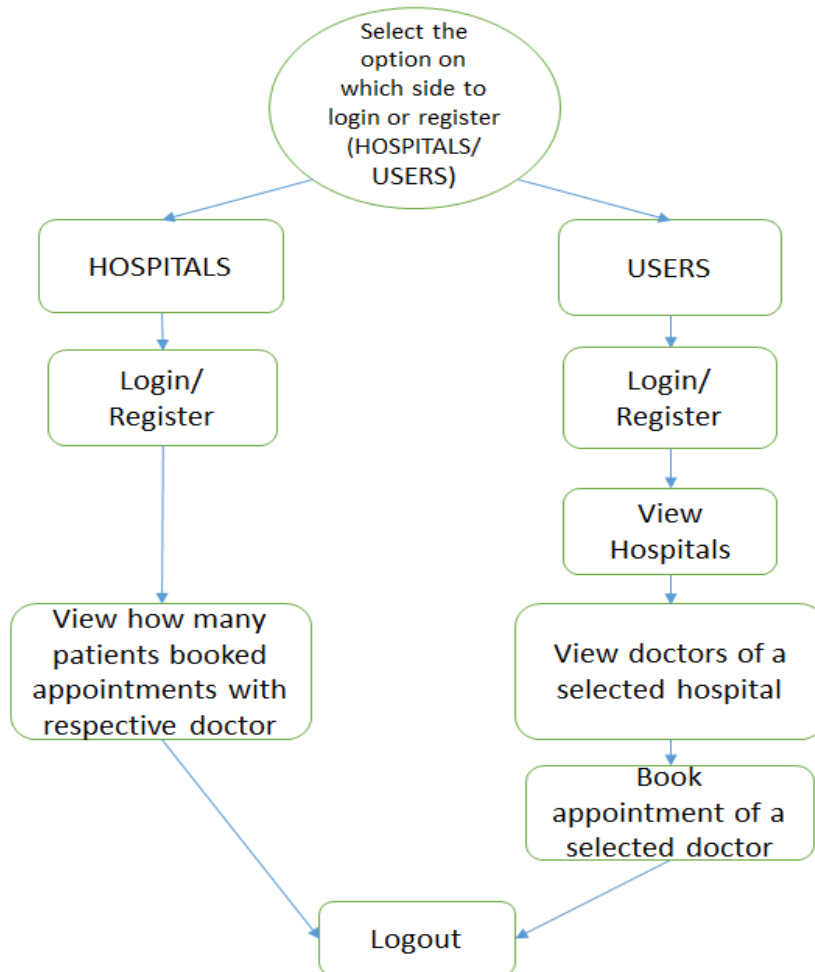 Select the
option on
which side to
login or register
(HOSPITALS/
USERS)
HOSPITALS
USERS
Login/
Register
Login/
Register
View
Hospitals
View how many
patients booked
appointments with
respective doctor
View doctors of a
selected hospital
Book
appointment of a
selected doctor
Logout